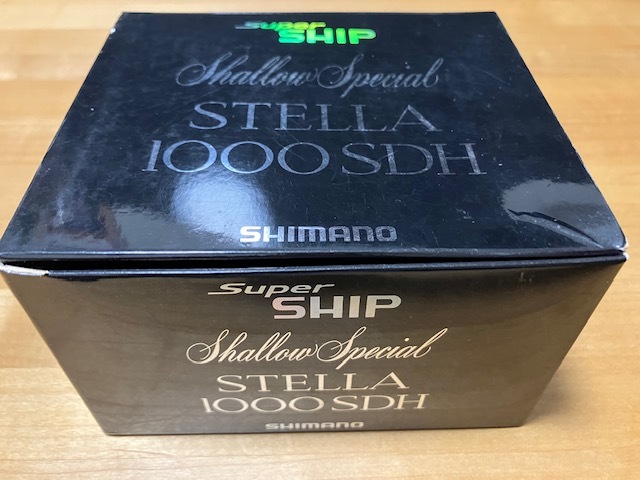 Super
SHIP
Shallow Special
STELLA
1000SDH
SHIMANO
Super
SHIP
Shallow Special
STELLA
1000SDH
SHIMANO